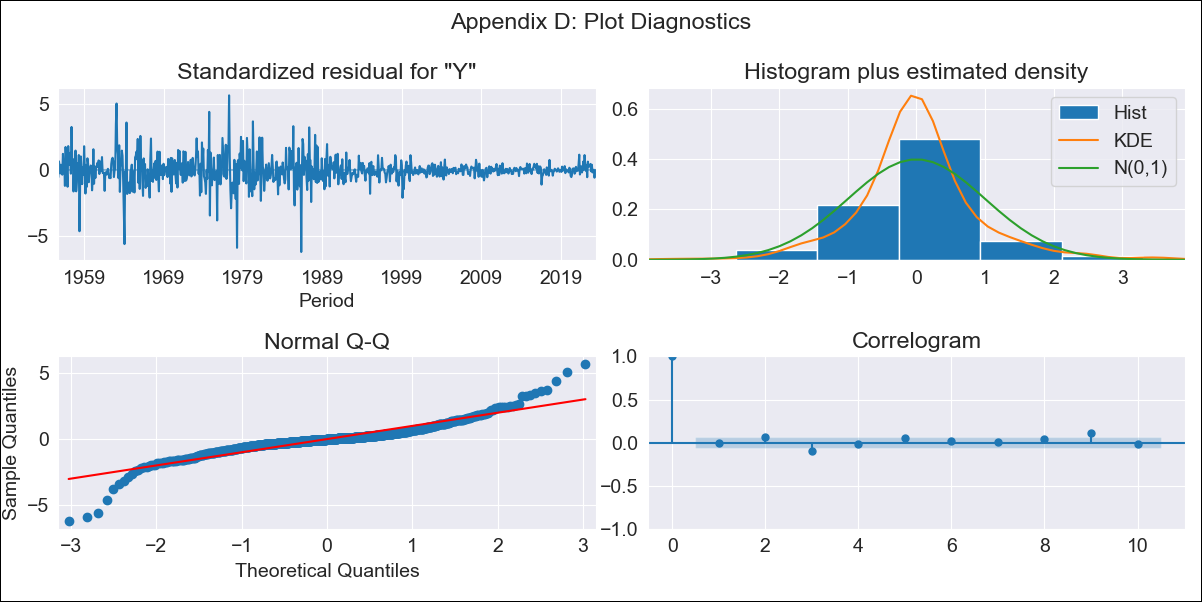 Appendix D: Plot Diagnostics
Standardized residual for "Y"
5
0
−5
1959 1969 1979 1989 1999 2009 2019
Period
Histogram plus estimated density
0.6
0.4
0.2
0.0
−3 −2 −1 0 1 2 3
Hist
KDE
N(0,1)
Normal Q-Q
Sample Quantiles
5
0
−5
−3 −2 −1 0 1 2 3
Theoretical Quantiles
Correlogram
1.0
0.5
0.0
−0.5
−1.0
0 2 4 6 8 10